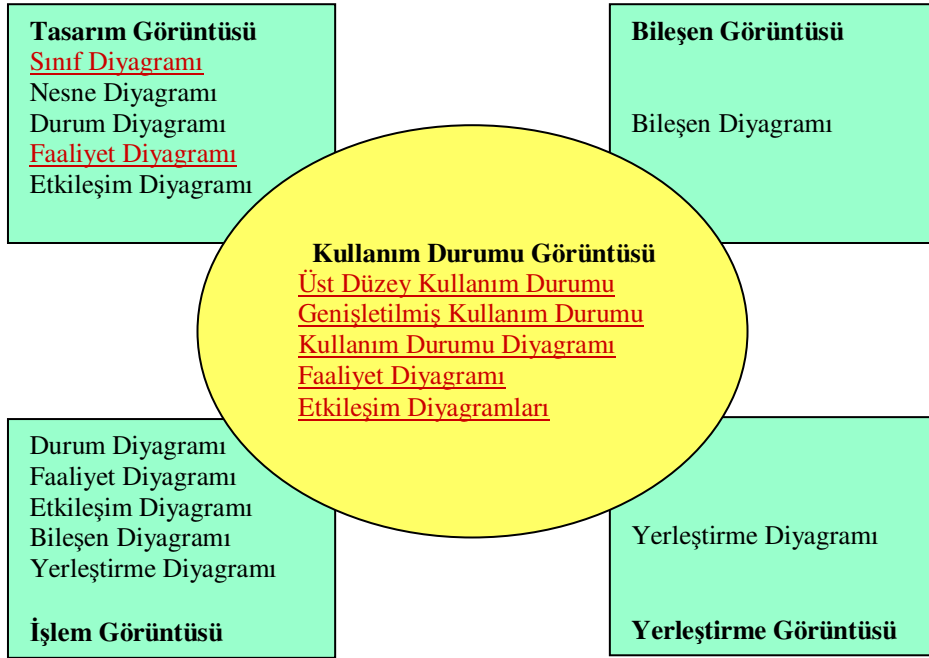 Tasarım Görüntüsü
Sınıf Diyagramı
Nesne Diyagramı
Durum Diyagramı
Faaliyet Diyagramı
Etkileşim Diyagramı
Bileşen Görüntüsü
Bileşen Diyagramı
Kullanım Durumu Görüntüsü
Üst Düzey Kullanım Durumu
Genişletilmiş Kullanım Durumu
Kullanım Durumu Diyagramı
Faaliyet Diyagramı
Etkileşim Diyagramları
Durum Diyagramı
Faaliyet Diyagramı
Etkileşim Diyagramı
Bileşen Diyagramı
Yerleştirme Diyagramı
İşlem Görüntüsü
Yerleştirme Diyagramı
Yerleştirme Görüntüsü